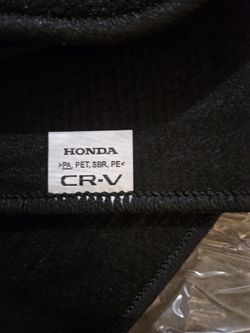 HONDA
>PA, PET, SBR, PE<
CR-V